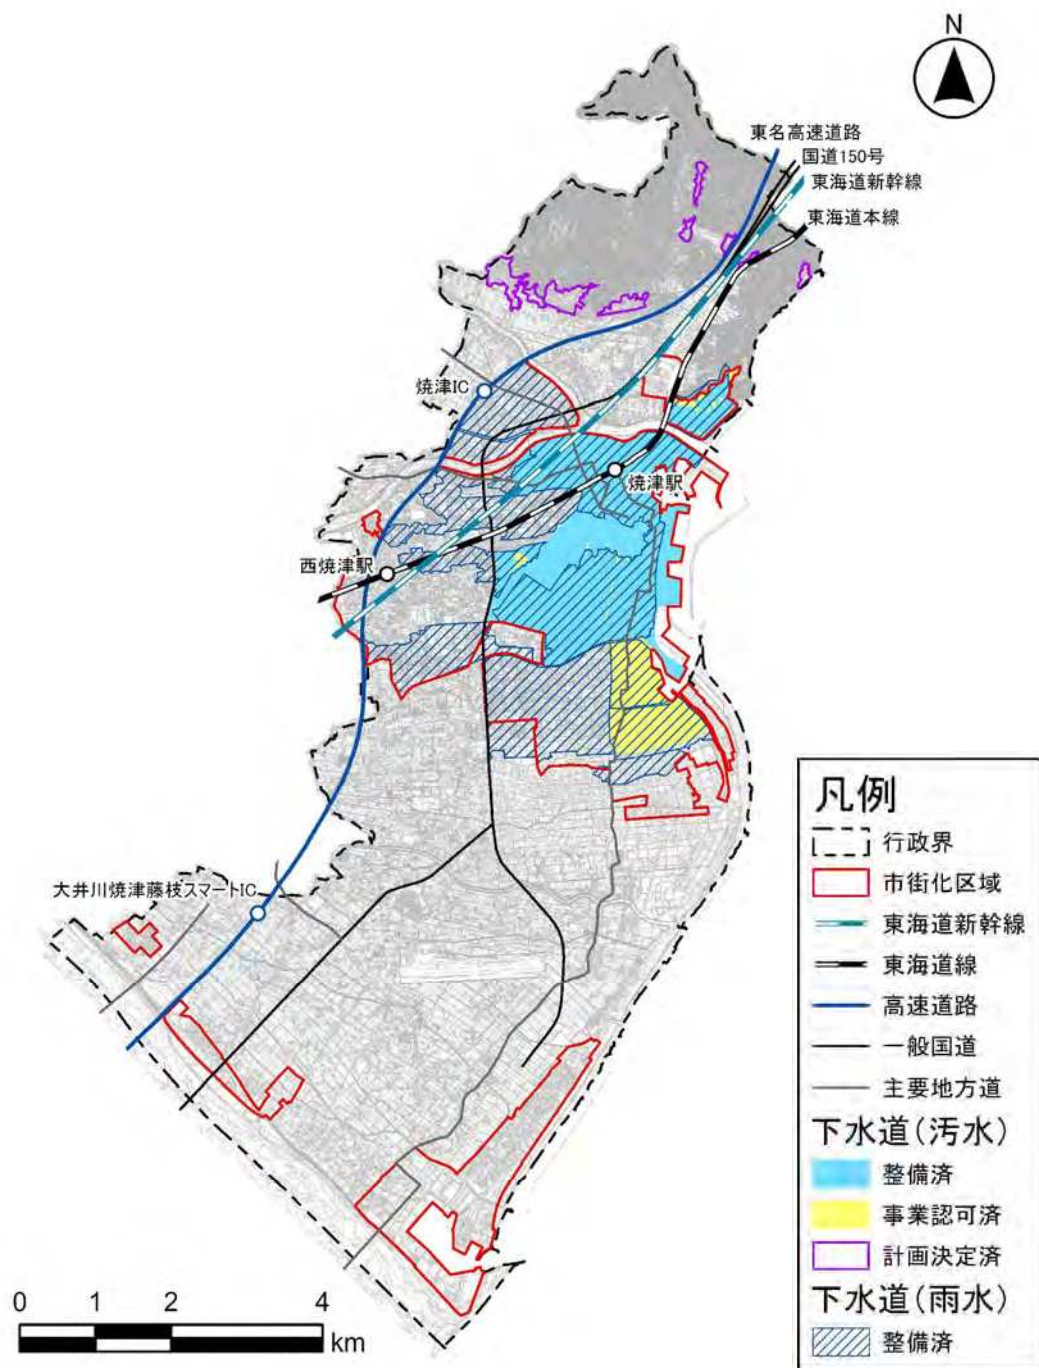 N
東名高速道路
国道150号
東海道新幹線
東海道本線
焼津IC
焼津駅
西焼津駅
大井川焼津藤枝スマートIC
凡例
行政界
市街化区域
東海道新幹線
東海道線
高速道路
一般国道
主要地方道
下水道(汚水)
整備済
事業認可済
計画決定済
下水道(雨水)
整備済
0 1 2 4
km